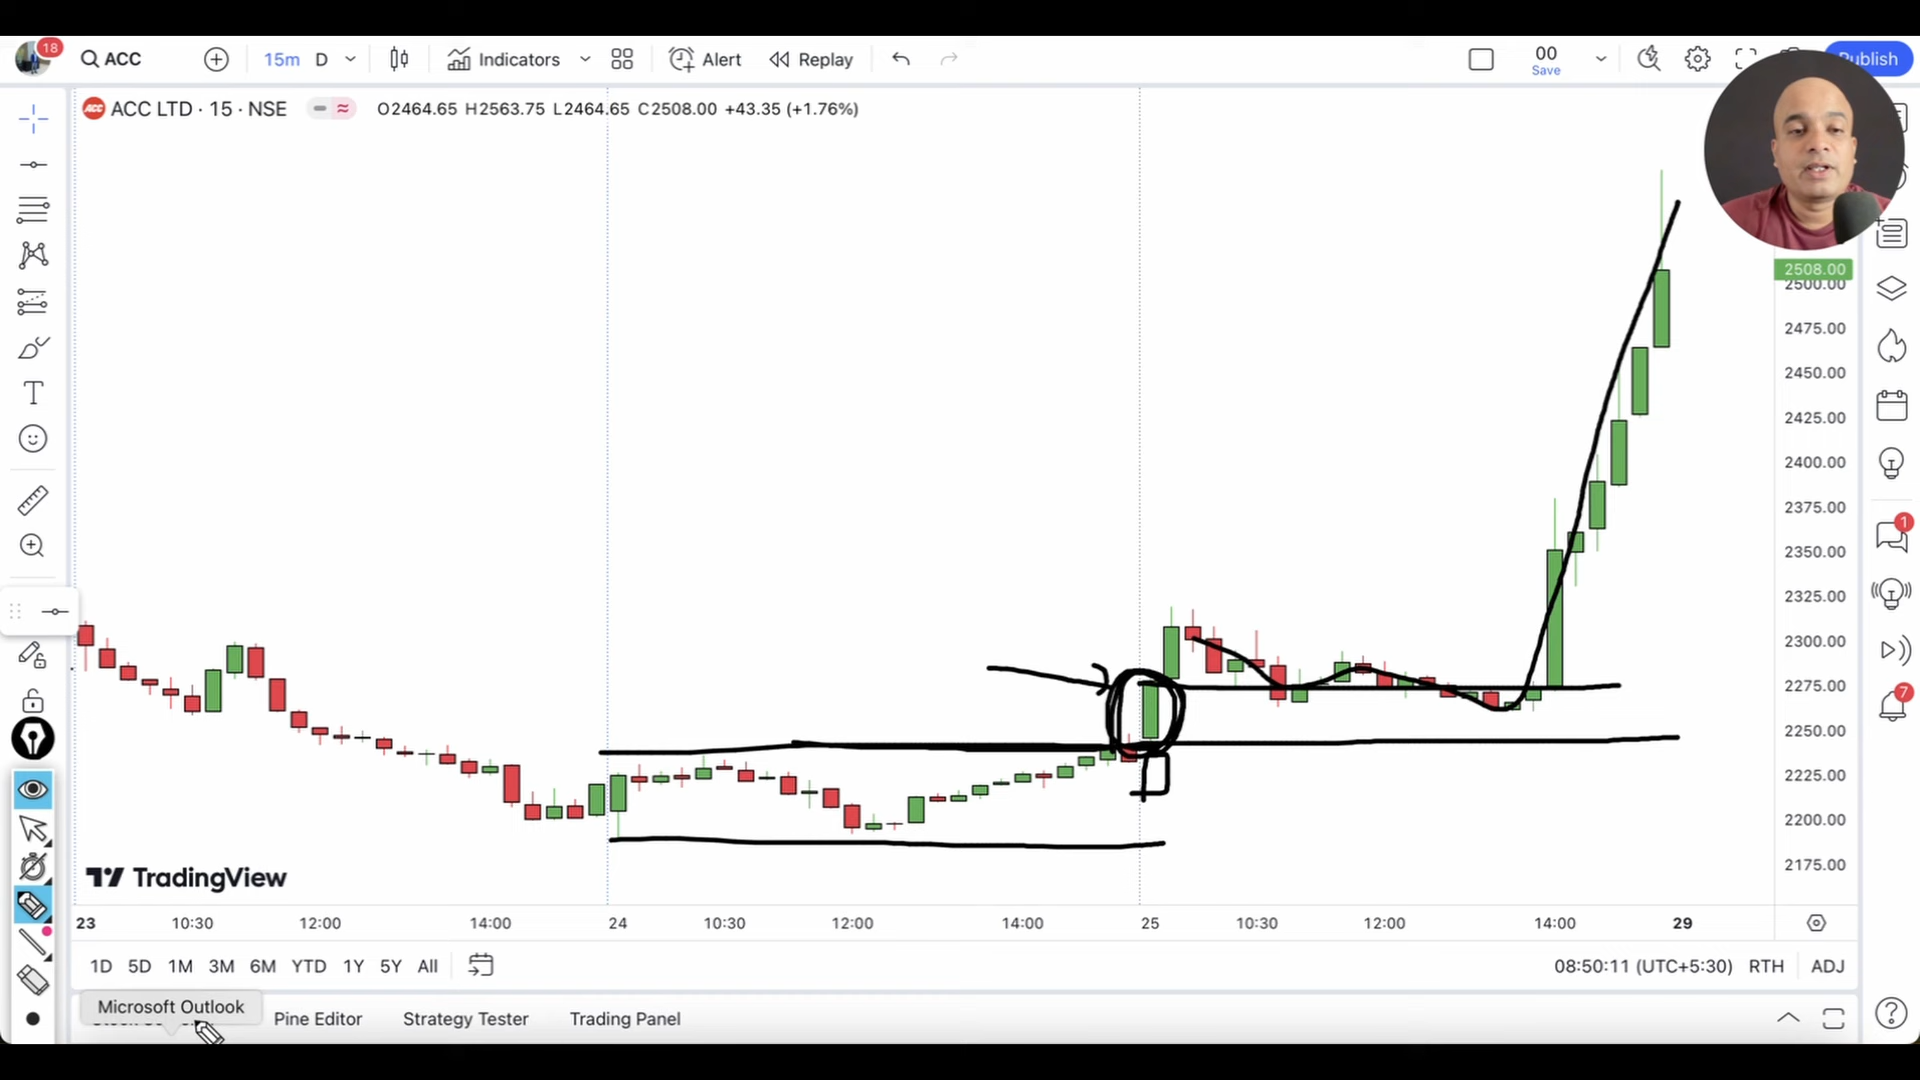 18 ACC 15m D Indicators Alert Replay 00 Save Publish
ACC ACC LTD · 15 · NSE O2464.65 H2563.75 L2464.65 C2508.00 +43.35 (+1.76%)
2508.00
2500.00
2475.00
2450.00
2425.00
2400.00
2375.00
2350.00
2325.00
2300.00
2275.00
2250.00
2225.00
2200.00
2175.00
1
7
TradingView
23 10:30 12:00 14:00 24 10:30 12:00 14:00 25 10:30 12:00 14:00 29
1D 5D 1M 3M 6M YTD 1Y 5Y All 08:50:11 (UTC+5:30) RTH ADJ
Microsoft Outlook
Pine Editor Strategy Tester Trading Panel